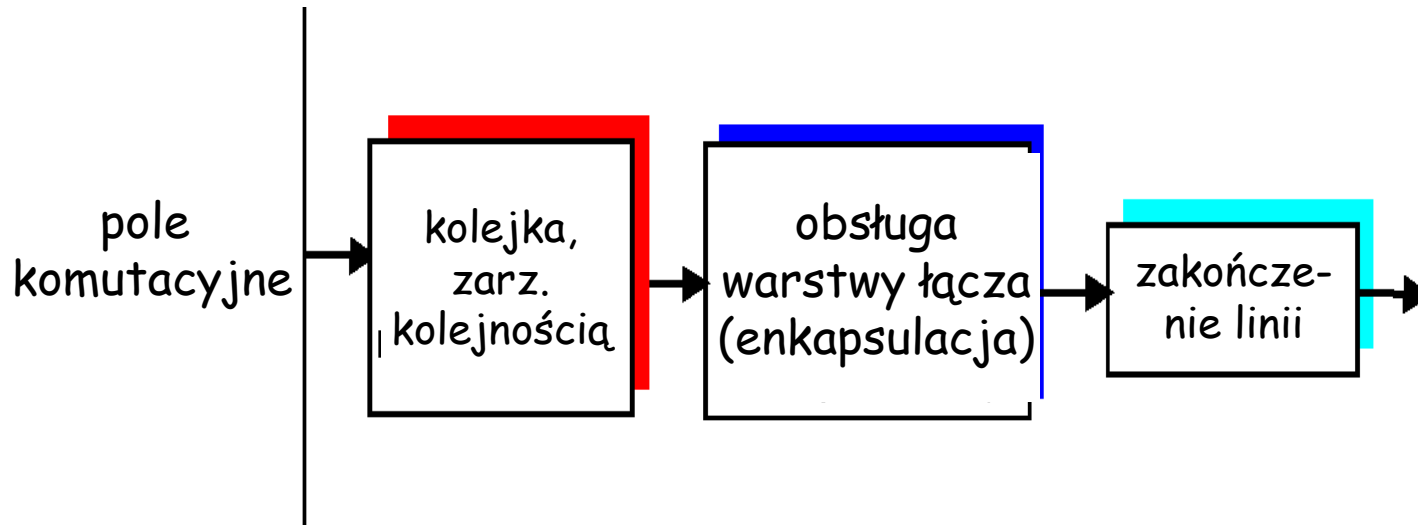 pole
komutacyjne
kolejka,
zarz.
kolejnością
obsługa
warstwy łącza
(enkapsulacja)
zakończe-
nie linii